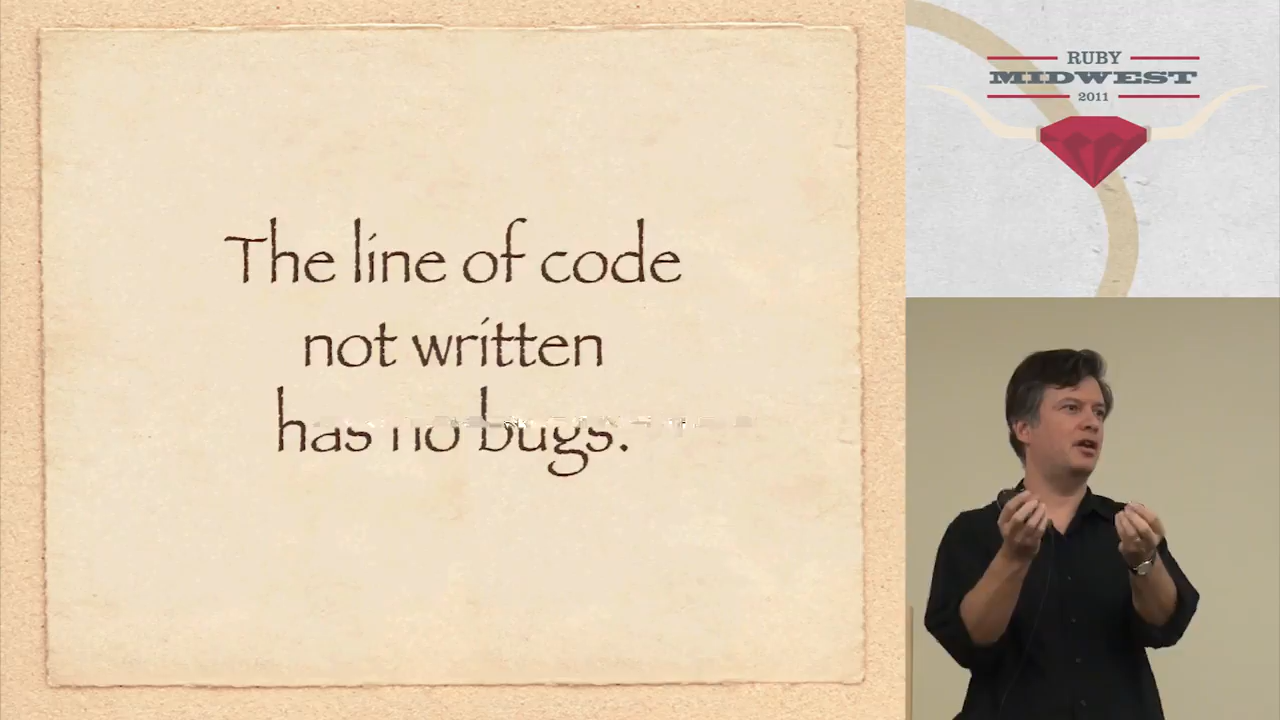 The line of code
not written
has no bugs.
RUBY
MIDWEST
2011